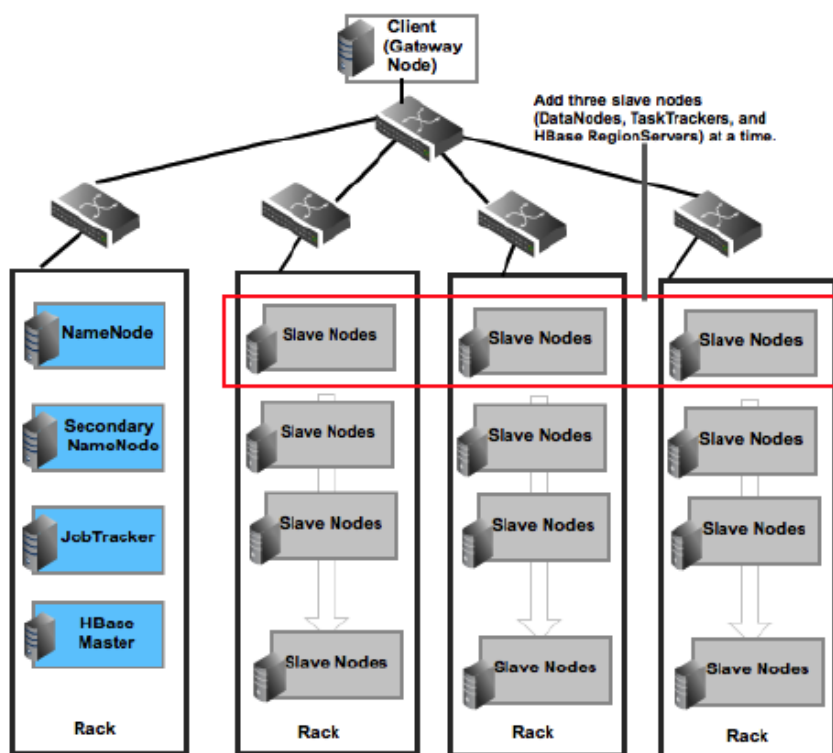 Client
(Gateway
Node)
Add three slave nodes
(DataNodes, TaskTrackers, and
HBase RegionServers) at a time.
NameNode
Secondary
NameNode
JobTracker
HBase
Master
Rack
Slave Nodes
Slave Nodes
Slave Nodes
Slave Nodes
Rack
Slave Nodes
Slave Nodes
Slave Nodes
Slave Nodes
Rack
Slave Nodes
Slave Nodes
Slave Nodes
Slave Nodes
Rack